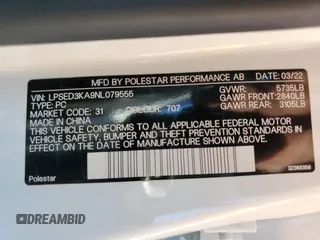 MFD BY POLESTAR PERFORMANCE AB DATE: 03/22
VIN: LPSED3KA9NL079555 GVWR: 5735LB
TYPE: PC GAWR FRONT: 2840LB
MARKET: 31 COLOUR: 707 GAWR REAR: 3105LB
MADE IN CHINA
THIS VEHICLE CONFORMS TO ALL APPLICABLE FEDERAL MOTOR
VEHICLE SAFETY, BUMPER AND THEFT PREVENTION
STANDARDS IN EFFECT ON THE
DATE OF MANUFACTURE SHOWN ABOVE
Polestar
DREAMBID